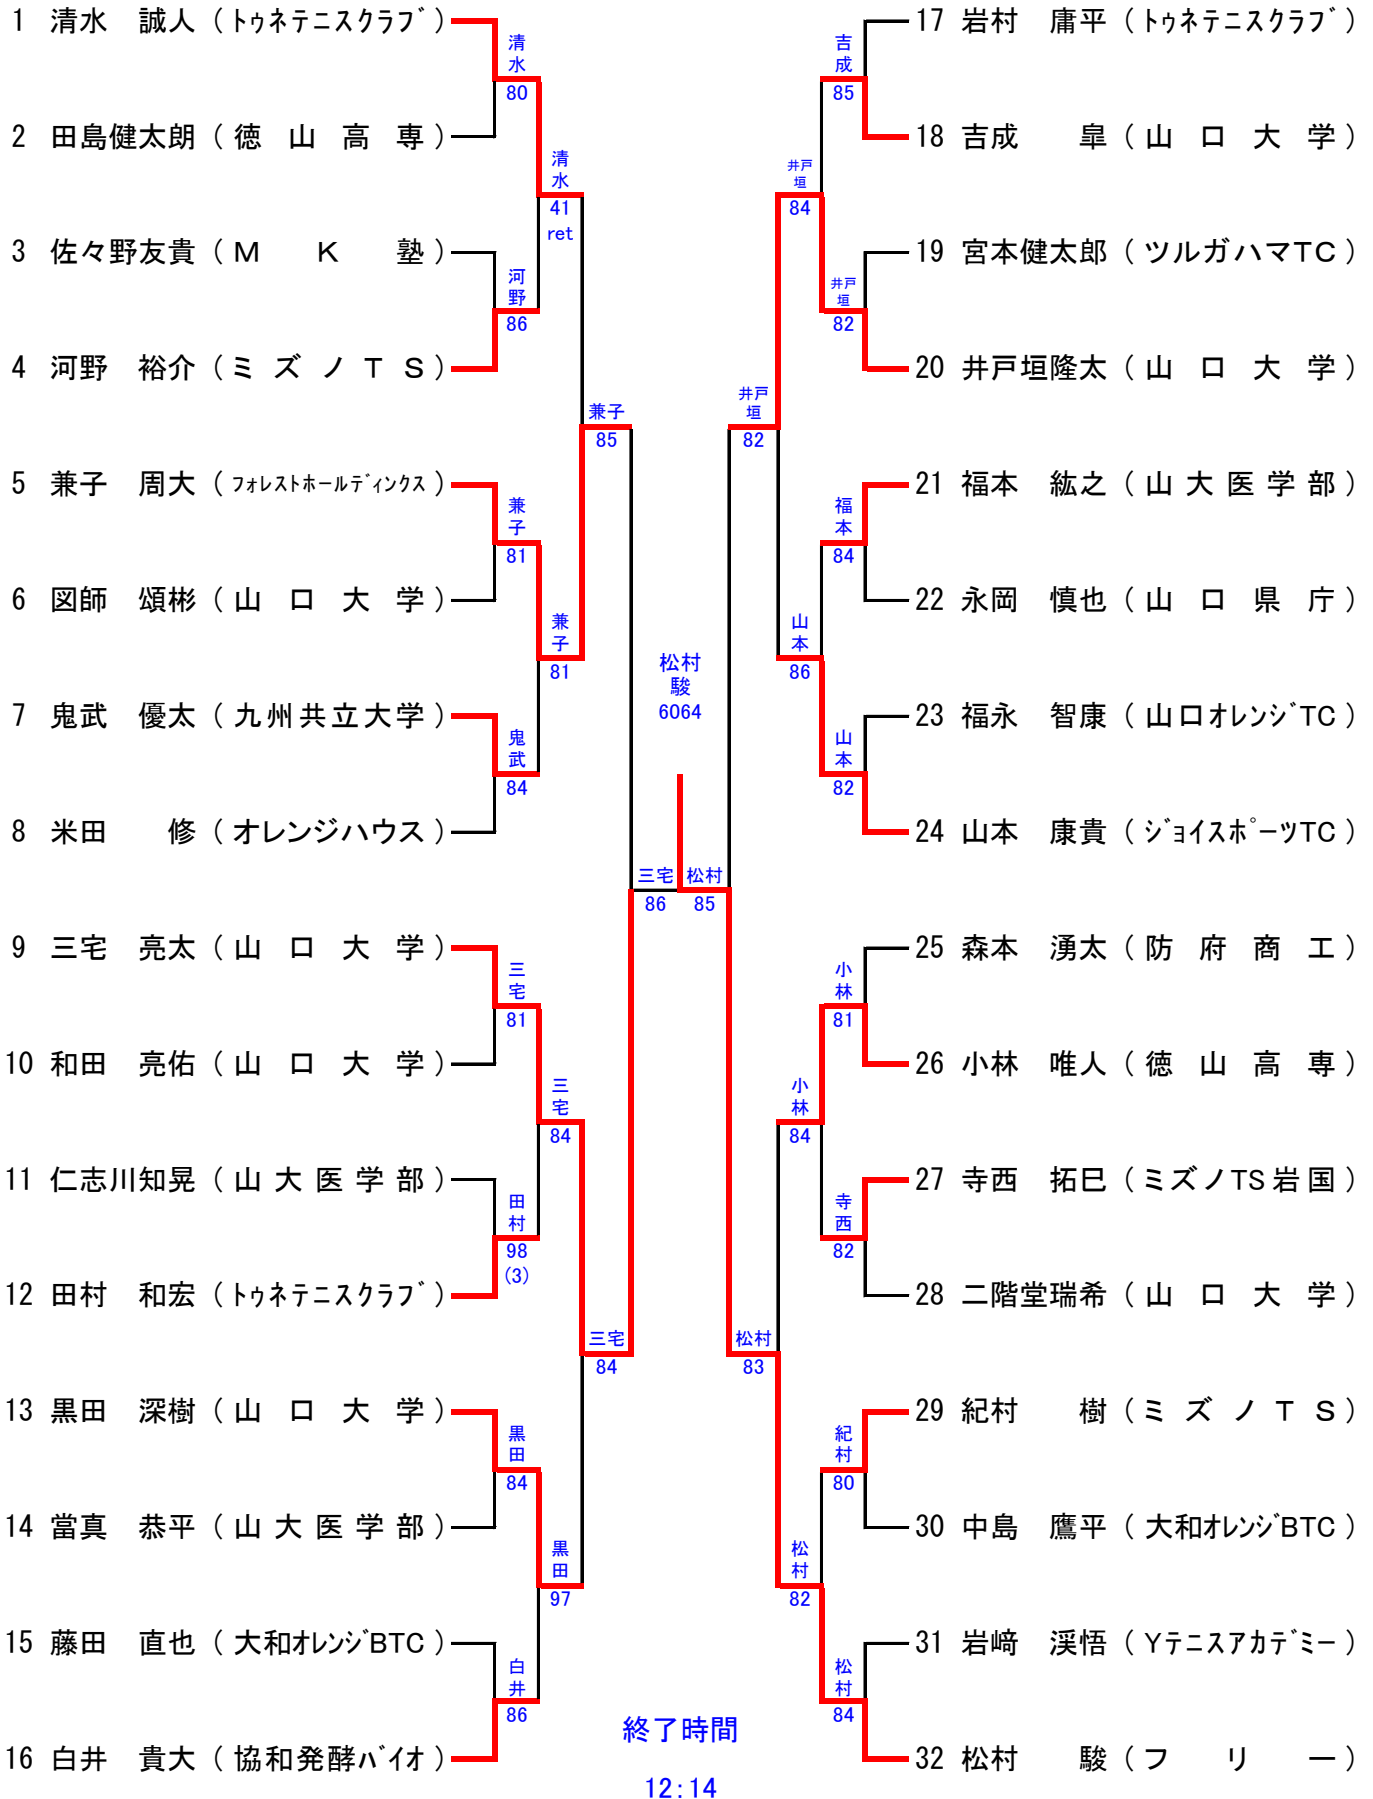 1 清水 誠人 (トゥネテニスクラブ)
2 田島健太朗 (徳山高専)
3 佐々野友貴 (MK塾)
4 河野 裕介 (ミズノTS)
5 兼子 周大 (フォレストホールディングス)
6 図師 頌彬 (山口大学)
7 鬼武 優太 (九州共立大学)
8 米田 修 (オレンジハウス)
9 三宅 亮太 (山口大学)
10 和田 亮佑 (山口大学)
11 仁志川知晃 (山大医学部)
12 田村 和宏 (トゥネテニスクラブ)
13 黒田 深樹 (山口大学)
14 當真 恭平 (山大医学部)
15 藤田 直也 (大和オレンジBTC)
16 白井 貴大 (協和発酵バイオ)
清水
80
河野
86
兼子
81
鬼武
84
三宅
81
田村
98
(3)
黒田
84
白井
86
清水
41
ret
兼子
81
三宅
84
黒田
97
兼子
85
三宅
84
三宅
86
松村
駿
6064
松村
85
井戸垣
82
松村
83
井戸垣
84
山本
86
小林
84
松村
82
吉成
85
井戸垣
82
福本
84
山本
82
小林
81
寺西
82
紀村
80
松村
84
17 岩村 庸平 (トゥネテニスクラブ)
18 吉成 皐 (山口大学)
19 宮本健太郎 (ツルガハマTC)
20 井戸垣隆太 (山口大学)
21 福本 紘之 (山大医学部)
22 永岡 慎也 (山口県庁)
23 福永 智康 (山口オレンジTC)
24 山本 康貴 (ジョイスポーツTC)
25 森本 湧太 (防府商工)
26 小林 唯人 (徳山高専)
27 寺西 拓巳 (ミズノTS岩国)
28 二階堂瑞希 (山口大学)
29 紀村 樹 (ミズノTS)
30 中島 鷹平 (大和オレンジBTC)
31 岩﨑 渓悟 (Yテニスアカデミー)
32 松村 駿 (フリー)
終了時間
12:14